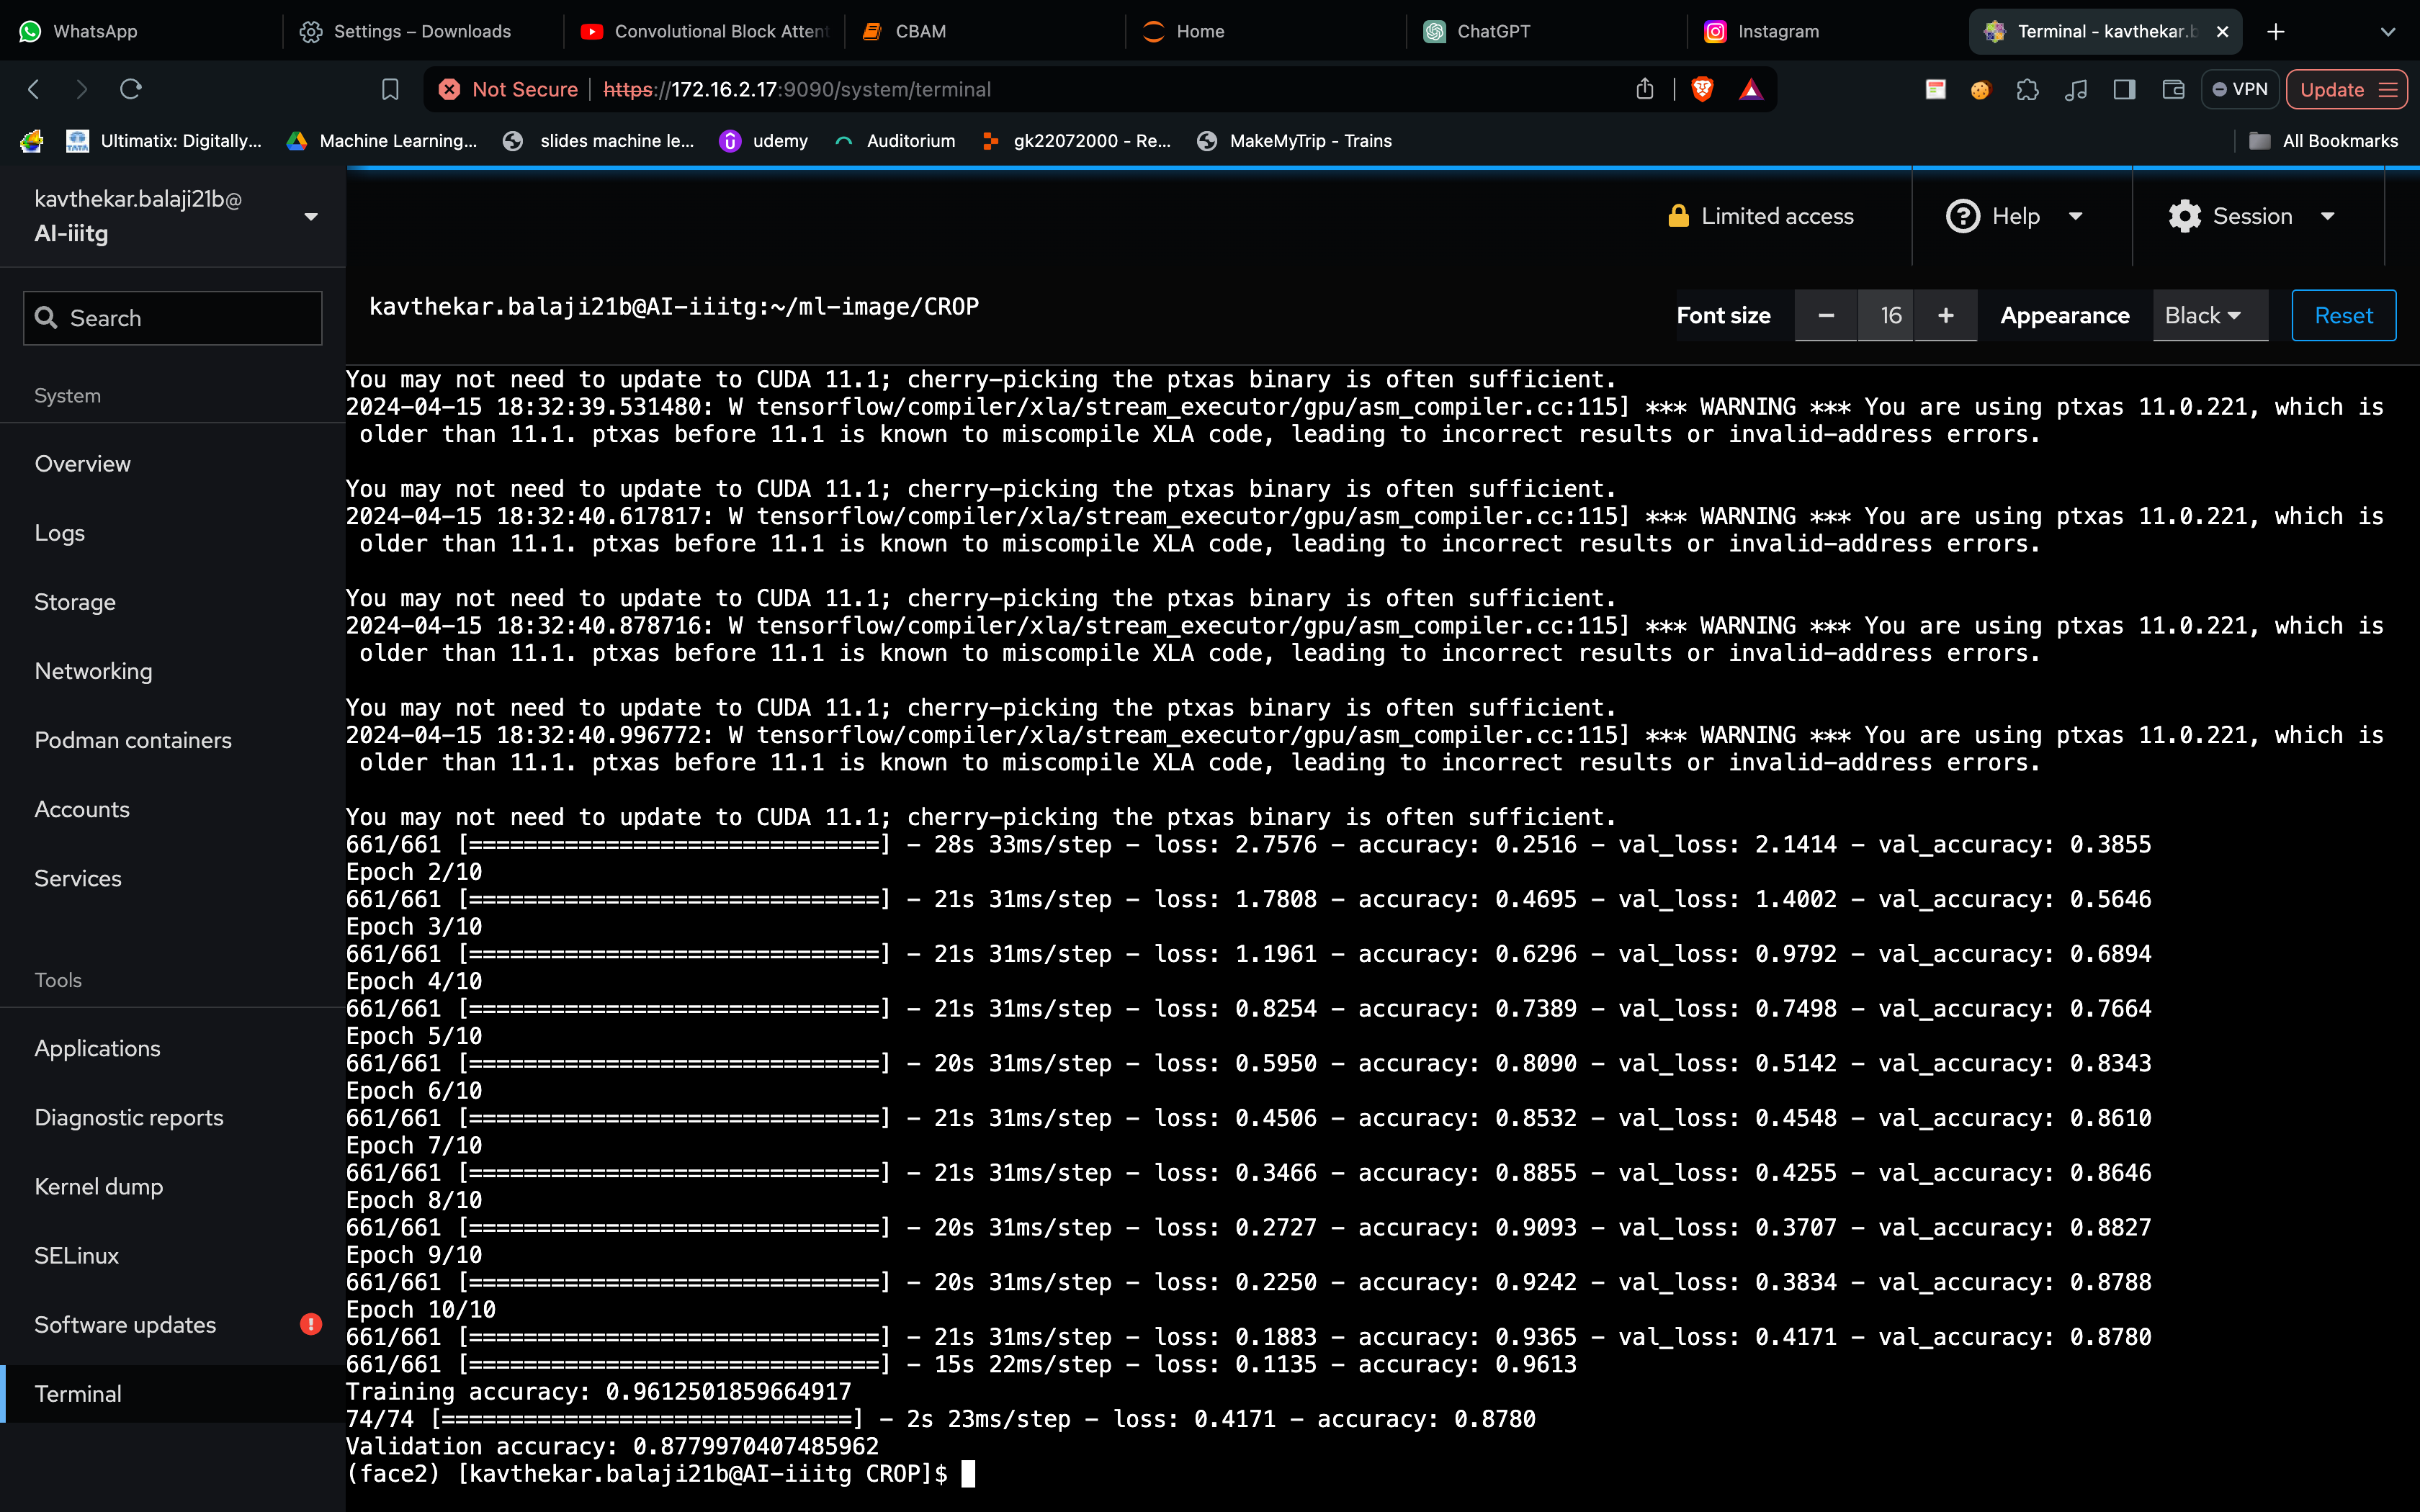 WhatsApp
Settings – Downloads
Convolutional Block Attent
CBAM
Home
ChatGPT
Instagram
Terminal - kavthekar.b
Not Secure
https://172.16.2.17:9090/system/terminal
VPN
Update
Ultimatix: Digitally...
Machine Learning...
slides machine le...
udemy
Auditorium
gk22072000 - Re...
MakeMyTrip - Trains
All Bookmarks
kavthekar.balaji21b@
AI-iiitg
Limited access
Help
Session
Search
System
Overview
Logs
Storage
Networking
Podman containers
Accounts
Services
Tools
Applications
Diagnostic reports
Kernel dump
SELinux
Software updates
Terminal
kavthekar.balaji21b@AI-iiitg:~/ml-image/CROP
Font size
16
Appearance
Black
Reset
You may not need to update to CUDA 11.1; cherry-picking the ptxas binary is often sufficient.
2024-04-15 18:32:39.531480: W tensorflow/compiler/xla/stream_executor/gpu/asm_compiler.cc:115] *** WARNING *** You are using ptxas 11.0.221, which is
older than 11.1. ptxas before 11.1 is known to miscompile XLA code, leading to incorrect results or invalid-address errors.
You may not need to update to CUDA 11.1; cherry-picking the ptxas binary is often sufficient.
2024-04-15 18:32:40.617817: W tensorflow/compiler/xla/stream_executor/gpu/asm_compiler.cc:115] *** WARNING *** You are using ptxas 11.0.221, which is
older than 11.1. ptxas before 11.1 is known to miscompile XLA code, leading to incorrect results or invalid-address errors.
You may not need to update to CUDA 11.1; cherry-picking the ptxas binary is often sufficient.
2024-04-15 18:32:40.878716: W tensorflow/compiler/xla/stream_executor/gpu/asm_compiler.cc:115] *** WARNING *** You are using ptxas 11.0.221, which is
older than 11.1. ptxas before 11.1 is known to miscompile XLA code, leading to incorrect results or invalid-address errors.
You may not need to update to CUDA 11.1; cherry-picking the ptxas binary is often sufficient.
2024-04-15 18:32:40.996772: W tensorflow/compiler/xla/stream_executor/gpu/asm_compiler.cc:115] *** WARNING *** You are using ptxas 11.0.221, which is
older than 11.1. ptxas before 11.1 is known to miscompile XLA code, leading to incorrect results or invalid-address errors.
You may not need to update to CUDA 11.1; cherry-picking the ptxas binary is often sufficient.
661/661 [==============================] - 28s 33ms/step - loss: 2.7576 - accuracy: 0.2516 - val_loss: 2.1414 - val_accuracy: 0.3855
Epoch 2/10
661/661 [==============================] - 21s 31ms/step - loss: 1.7808 - accuracy: 0.4695 - val_loss: 1.4002 - val_accuracy: 0.5646
Epoch 3/10
661/661 [==============================] - 21s 31ms/step - loss: 1.1961 - accuracy: 0.6296 - val_loss: 0.9792 - val_accuracy: 0.6894
Epoch 4/10
661/661 [==============================] - 21s 31ms/step - loss: 0.8254 - accuracy: 0.7389 - val_loss: 0.7498 - val_accuracy: 0.7664
Epoch 5/10
661/661 [==============================] - 20s 31ms/step - loss: 0.5950 - accuracy: 0.8090 - val_loss: 0.5142 - val_accuracy: 0.8343
Epoch 6/10
661/661 [==============================] - 21s 31ms/step - loss: 0.4506 - accuracy: 0.8532 - val_loss: 0.4548 - val_accuracy: 0.8610
Epoch 7/10
661/661 [==============================] - 21s 31ms/step - loss: 0.3466 - accuracy: 0.8855 - val_loss: 0.4255 - val_accuracy: 0.8646
Epoch 8/10
661/661 [==============================] - 20s 31ms/step - loss: 0.2727 - accuracy: 0.9093 - val_loss: 0.3707 - val_accuracy: 0.8827
Epoch 9/10
661/661 [==============================] - 20s 31ms/step - loss: 0.2250 - accuracy: 0.9242 - val_loss: 0.3834 - val_accuracy: 0.8788
Epoch 10/10
661/661 [==============================] - 21s 31ms/step - loss: 0.1883 - accuracy: 0.9365 - val_loss: 0.4171 - val_accuracy: 0.8780
661/661 [==============================] - 15s 22ms/step - loss: 0.1135 - accuracy: 0.9613
Training accuracy: 0.9612501859664917
74/74 [==============================] - 2s 23ms/step - loss: 0.4171 - accuracy: 0.8780
Validation accuracy: 0.8779970407485962
(face2) [kavthekar.balaji21b@AI-iiitg CROP]$